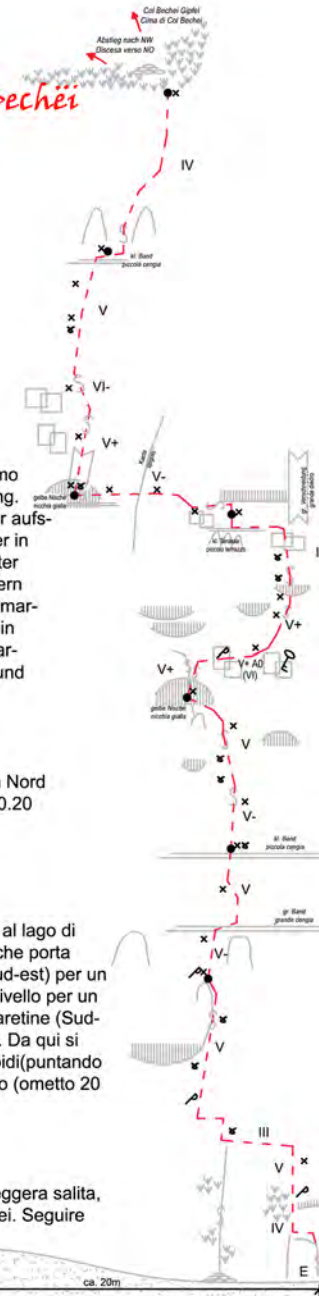 Col Bechei Gipfel
Cima di Col Bechei
Abstieg nach NW
Discesa verso NO
bechëi
IV
kl. Band
piccola cengia
V
VI-
V+
gelbe Nische
nicchia gialla
V-
Kante
kl. Terrasse
piccolo terrazzo
gr. Verschneidung
grande diedro
V+
V+ A0
(VI)
V+
gelbe Nische
nicchia gialla
V
V-
kl. Band
piccola cengia
V
gr. Band
grande cengia
V-
V
III
V
IV
E
ca. 20m
mo
ng.
r aufs-
er in
ter
ern
mar-
in
ar-
und
n Nord
0.20
al lago di
che porta
ud-est) per un
ivello per un
aretine (Sud-
. Da qui si
pidi(puntando
o (ometto 20
eggera salita,
ei. Seguire